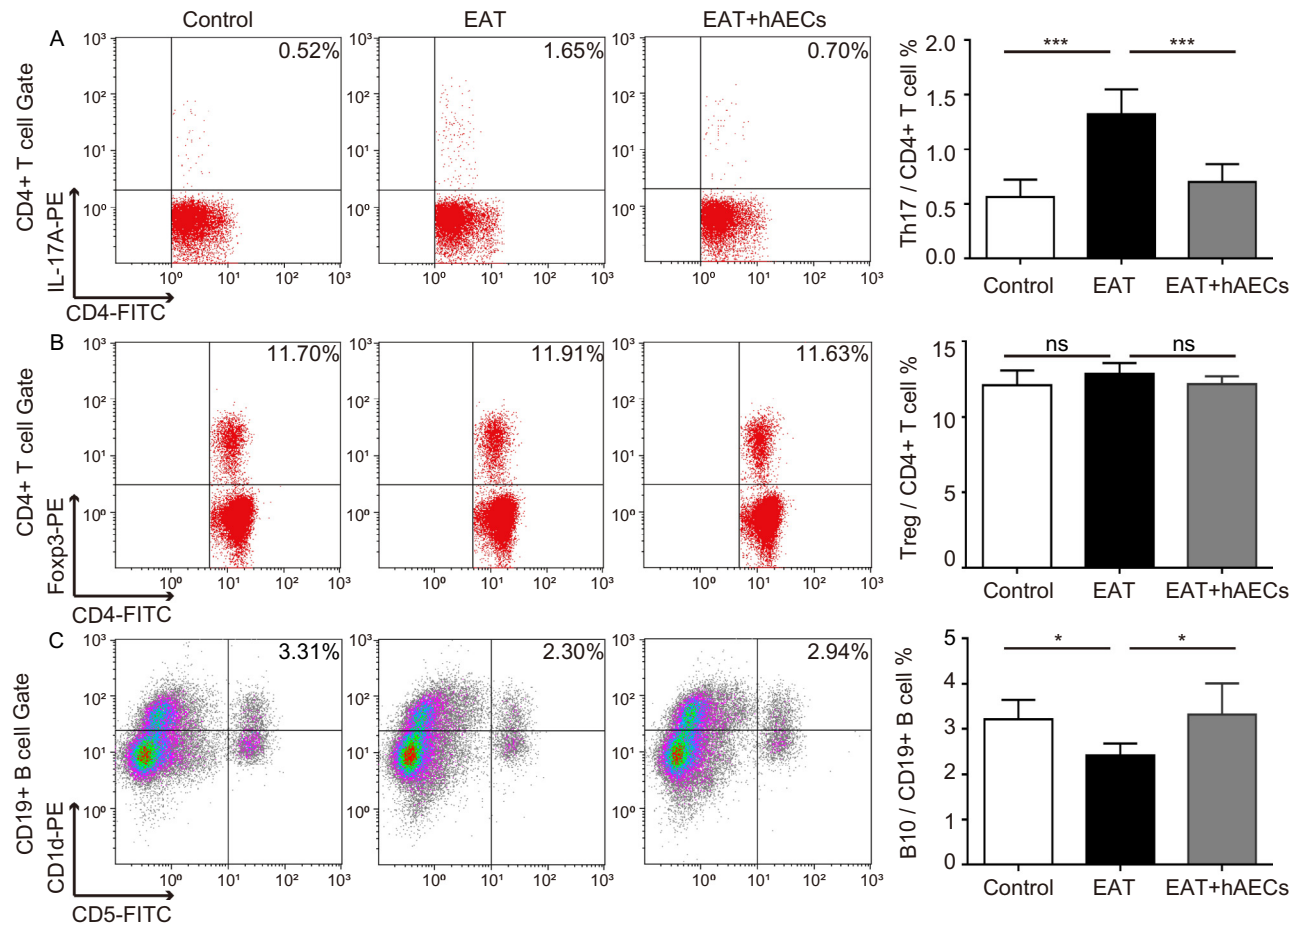 Control EAT EAT+hAECs
A
CD4+ T cell Gate
IL-17A-PE
CD4-FITC
10³ 10² 10¹ 10⁰
0.52%
10⁰ 10¹ 10² 10³
10³ 10² 10¹ 10⁰
1.65%
10⁰ 10¹ 10² 10³
10³ 10² 10¹ 10⁰
0.70%
10⁰ 10¹ 10² 10³
Th17 / CD4+ T cell %
2.0
1.5
1.0
0.5
0.0
*** ***
Control EAT EAT+hAECs
B
CD4+ T cell Gate
Foxp3-PE
CD4-FITC
10³ 10² 10¹ 10⁰
11.70%
10⁰ 10¹ 10² 10³
10³ 10² 10¹ 10⁰
11.91%
10⁰ 10¹ 10² 10³
10³ 10² 10¹ 10⁰
11.63%
10⁰ 10¹ 10² 10³
Treg / CD4+ T cell %
15
10
5
0
ns ns
Control EAT EAT+hAECs
C
CD19+ B cell Gate
CD1d-PE
CD5-FITC
10³ 10² 10¹ 10⁰
3.31%
10⁰ 10¹ 10² 10³
10³ 10² 10¹ 10⁰
2.30%
10⁰ 10¹ 10² 10³
10³ 10² 10¹ 10⁰
2.94%
10⁰ 10¹ 10² 10³
B10 / CD19+ B cell %
5
4
3
2
1
0
* *
Control EAT EAT+hAECs